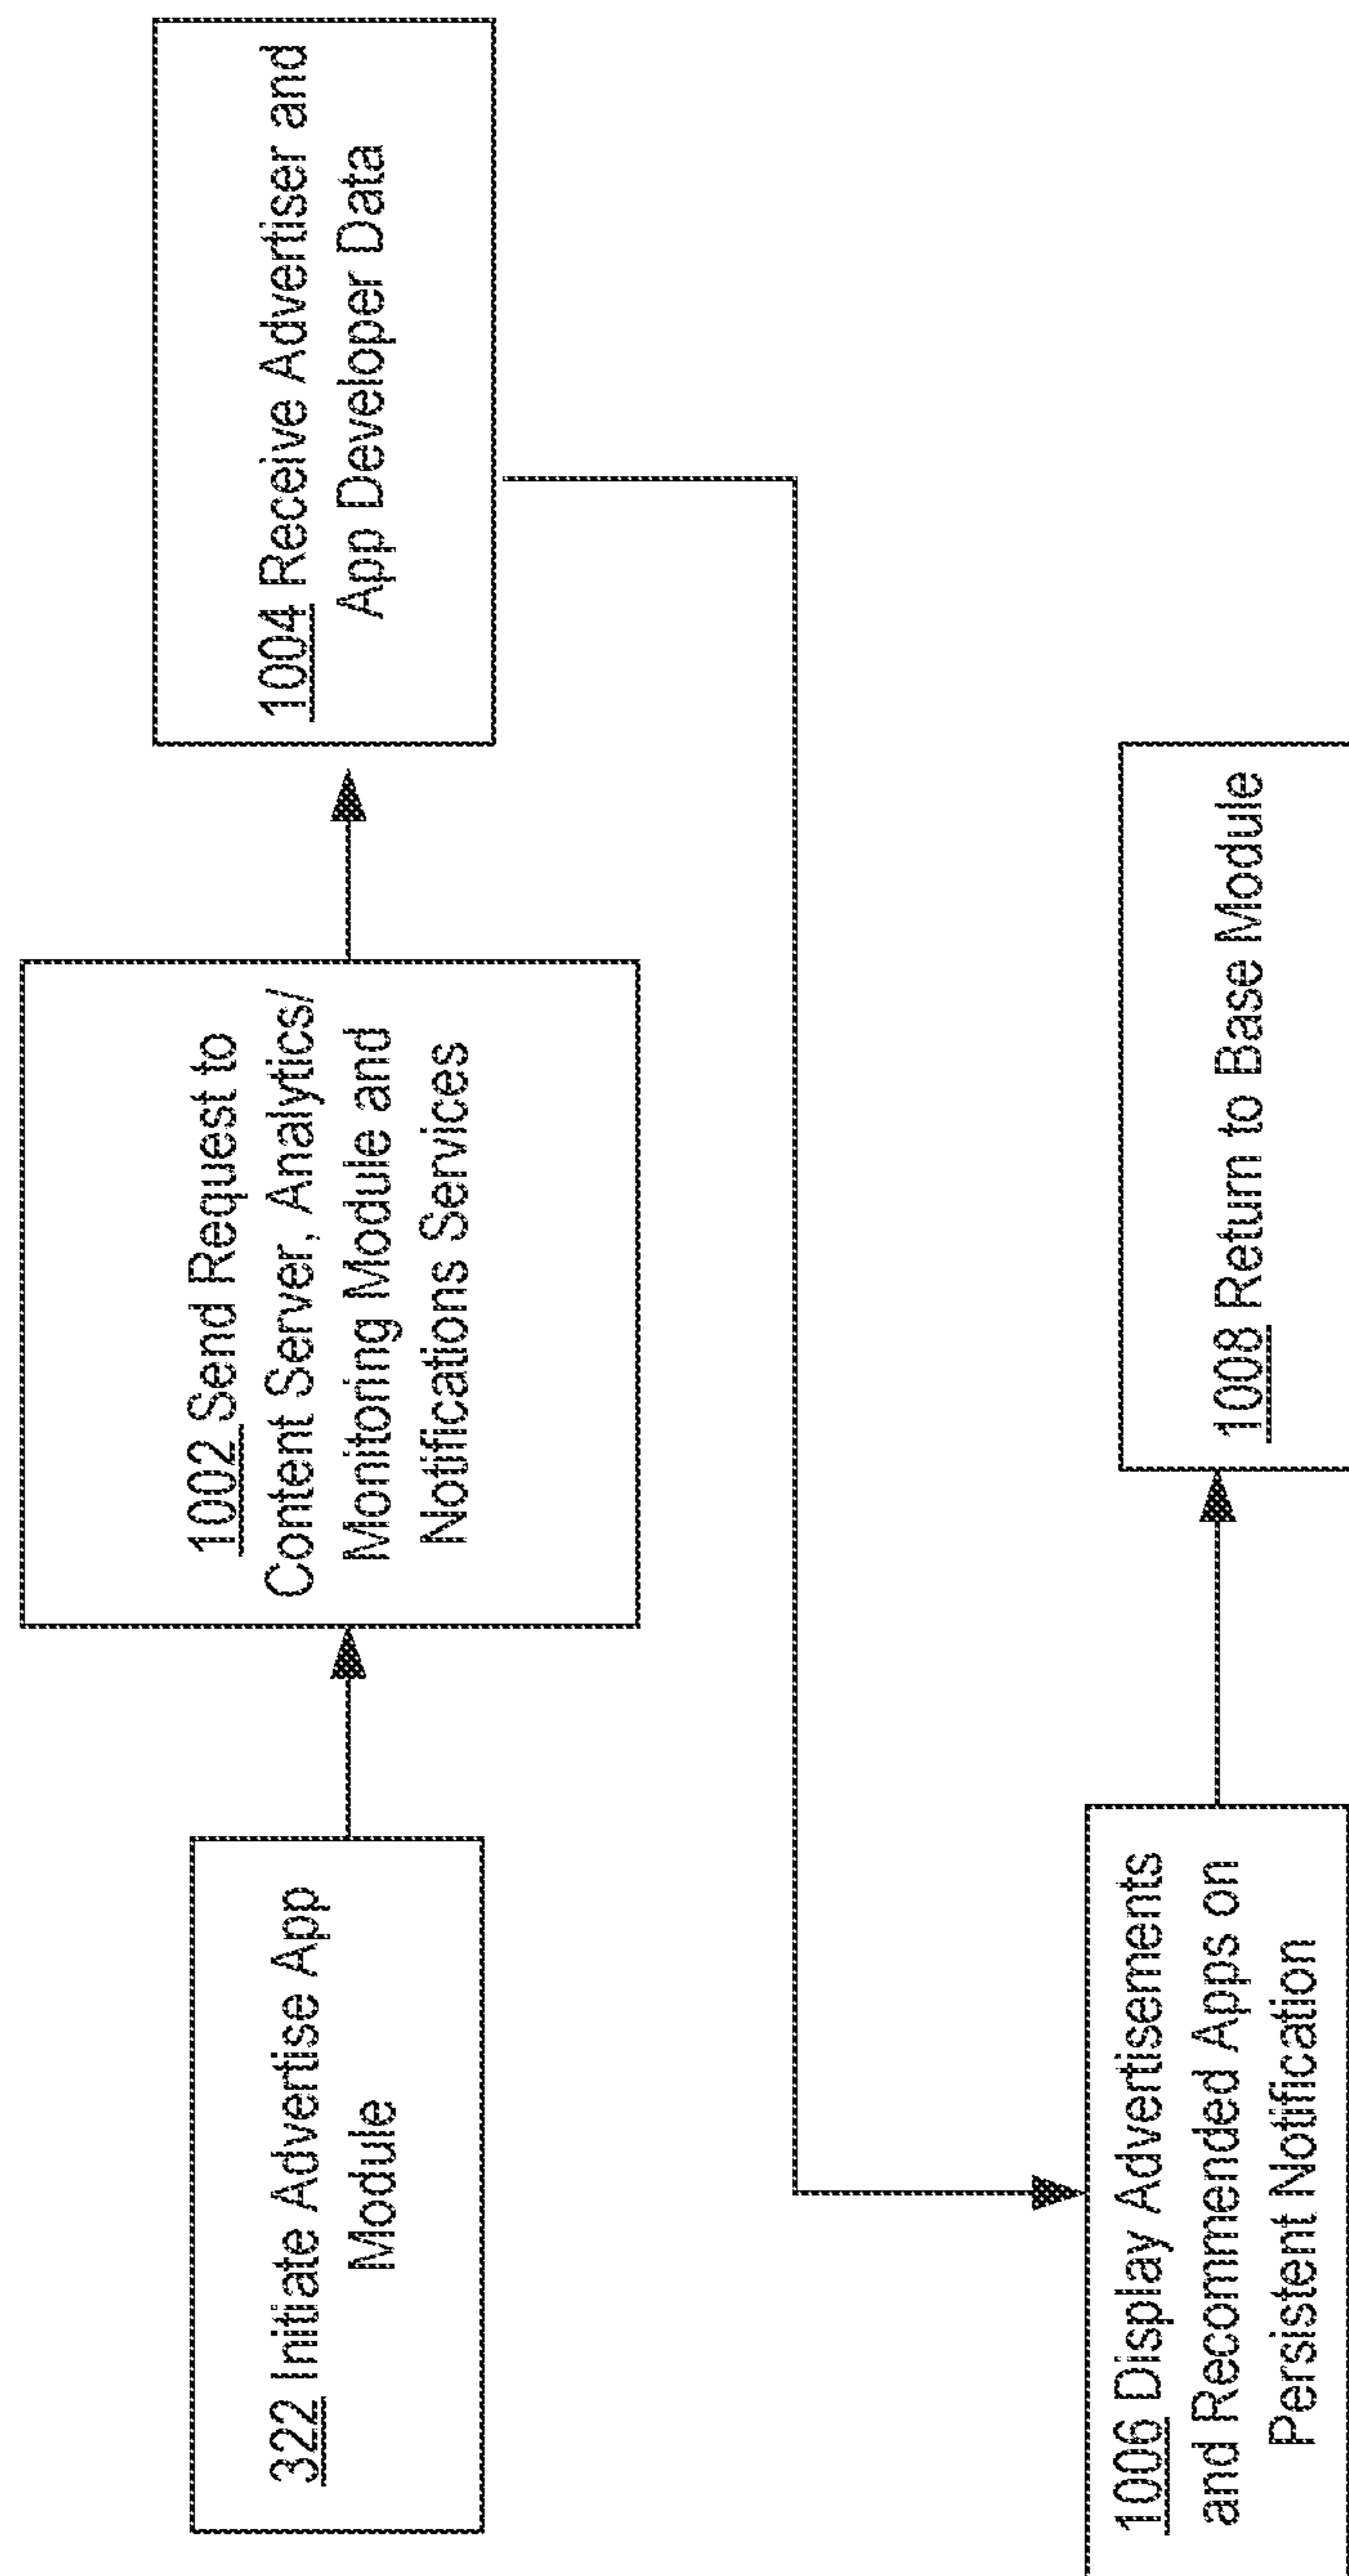 322 Initiate Advertise App
Module
1002 Send Request to
Content Server, Analytics/
Monitoring Module and
Notifications Services
1004 Receive Advertiser and
App Developer Data
1006 Display Advertisements
and Recommended Apps on
Persistent Notification
1008 Return to Base Module